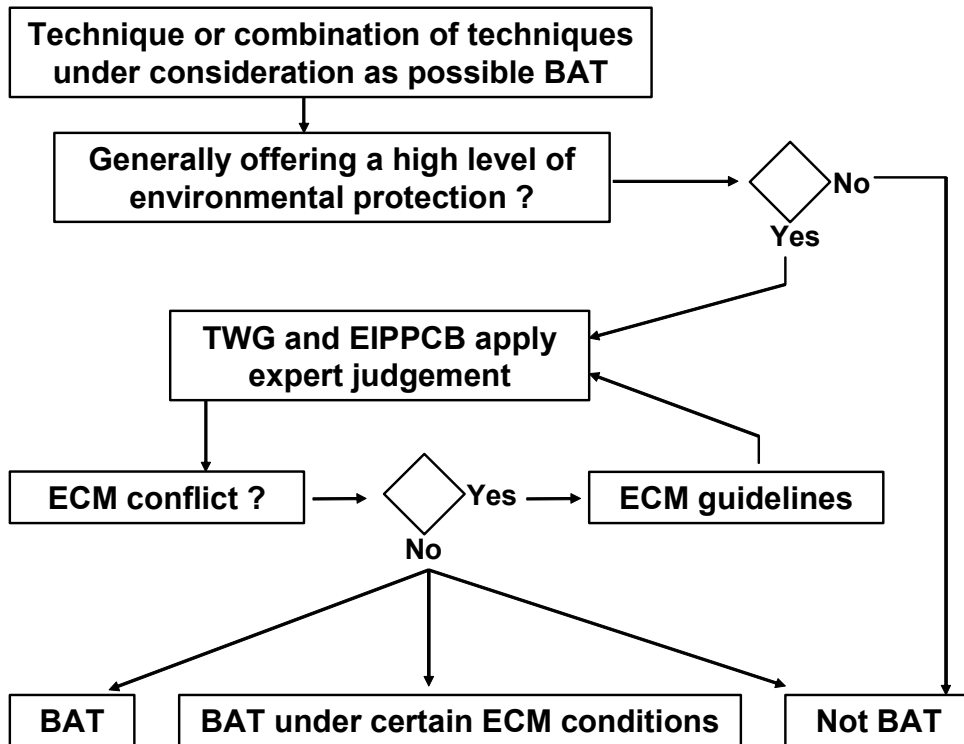 Technique or combination of techniques
under consideration as possible BAT
Generally offering a high level of
environmental protection ?
No
Yes
TWG and EIPPCB apply
expert judgement
ECM conflict ?
Yes
ECM guidelines
No
BAT
BAT under certain ECM conditions
Not BAT